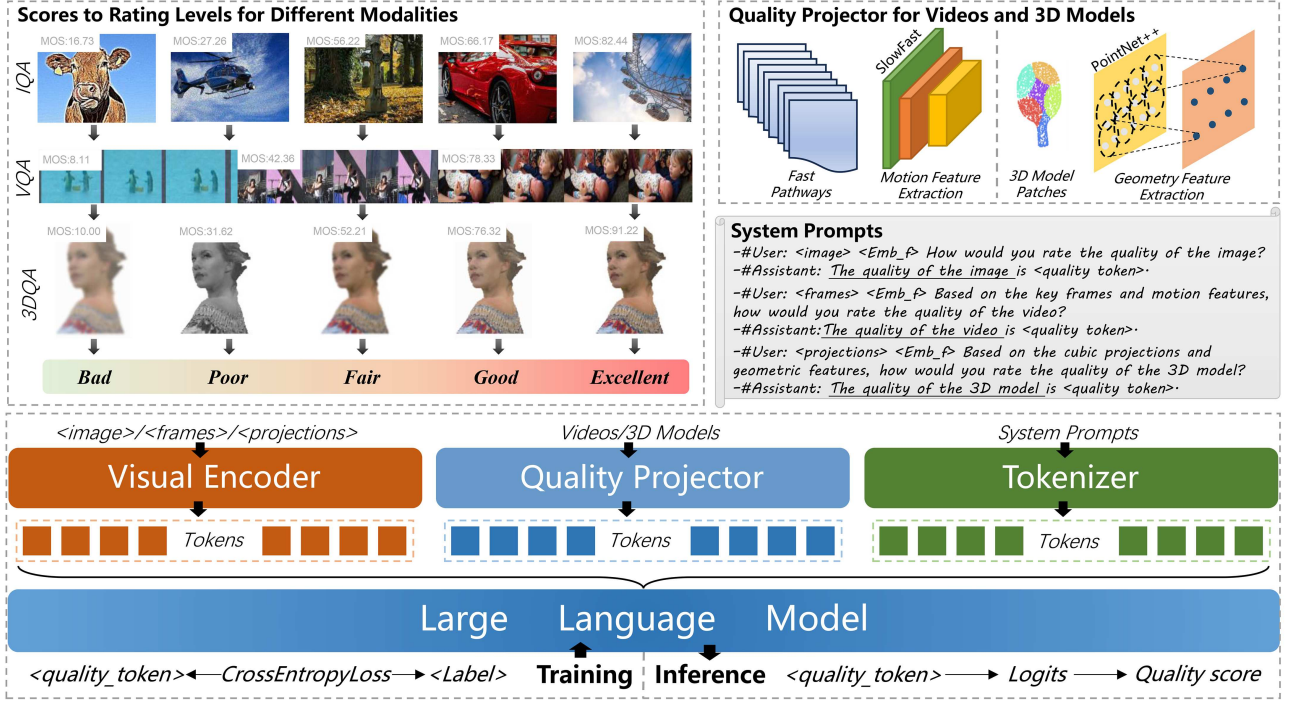 Scores to Rating Levels for Different Modalities
IQA
MOS:16.73
MOS:27.26
MOS:56.22
MOS:66.17
MOS:82.44
VQA
MOS:8.11
MOS:42.36
MOS:78.33
3DQA
MOS:10.00
MOS:31.62
MOS:52.21
MOS:76.32
MOS:91.22
Bad
Poor
Fair
Good
Excellent
Quality Projector for Videos and 3D Models
SlowFast
PointNet++
Fast
Pathways
Motion Feature
Extraction
3D Model
Patches
Geometry Feature
Extraction
System Prompts
-#User: <image> <Emb_f> How would you rate the quality of the image?
-#Assistant: The quality of the image is <quality token>.
-#User: <frames> <Emb_f> Based on the key frames and motion features,
how would you rate the quality of the video?
-#Assistant:The quality of the video is <quality token>.
-#User: <projections> <Emb_f> Based on the cubic projections and
geometric features, how would you rate the quality of the 3D model?
-#Assistant: The quality of the 3D model is <quality token>.
<image>/<frames>/<projections>
Videos/3D Models
System Prompts
Visual Encoder
Quality Projector
Tokenizer
Tokens
Tokens
Tokens
Large Language Model
<quality_token> CrossEntropyLoss <Label>
Training
Inference
<quality_token> Logits Quality score